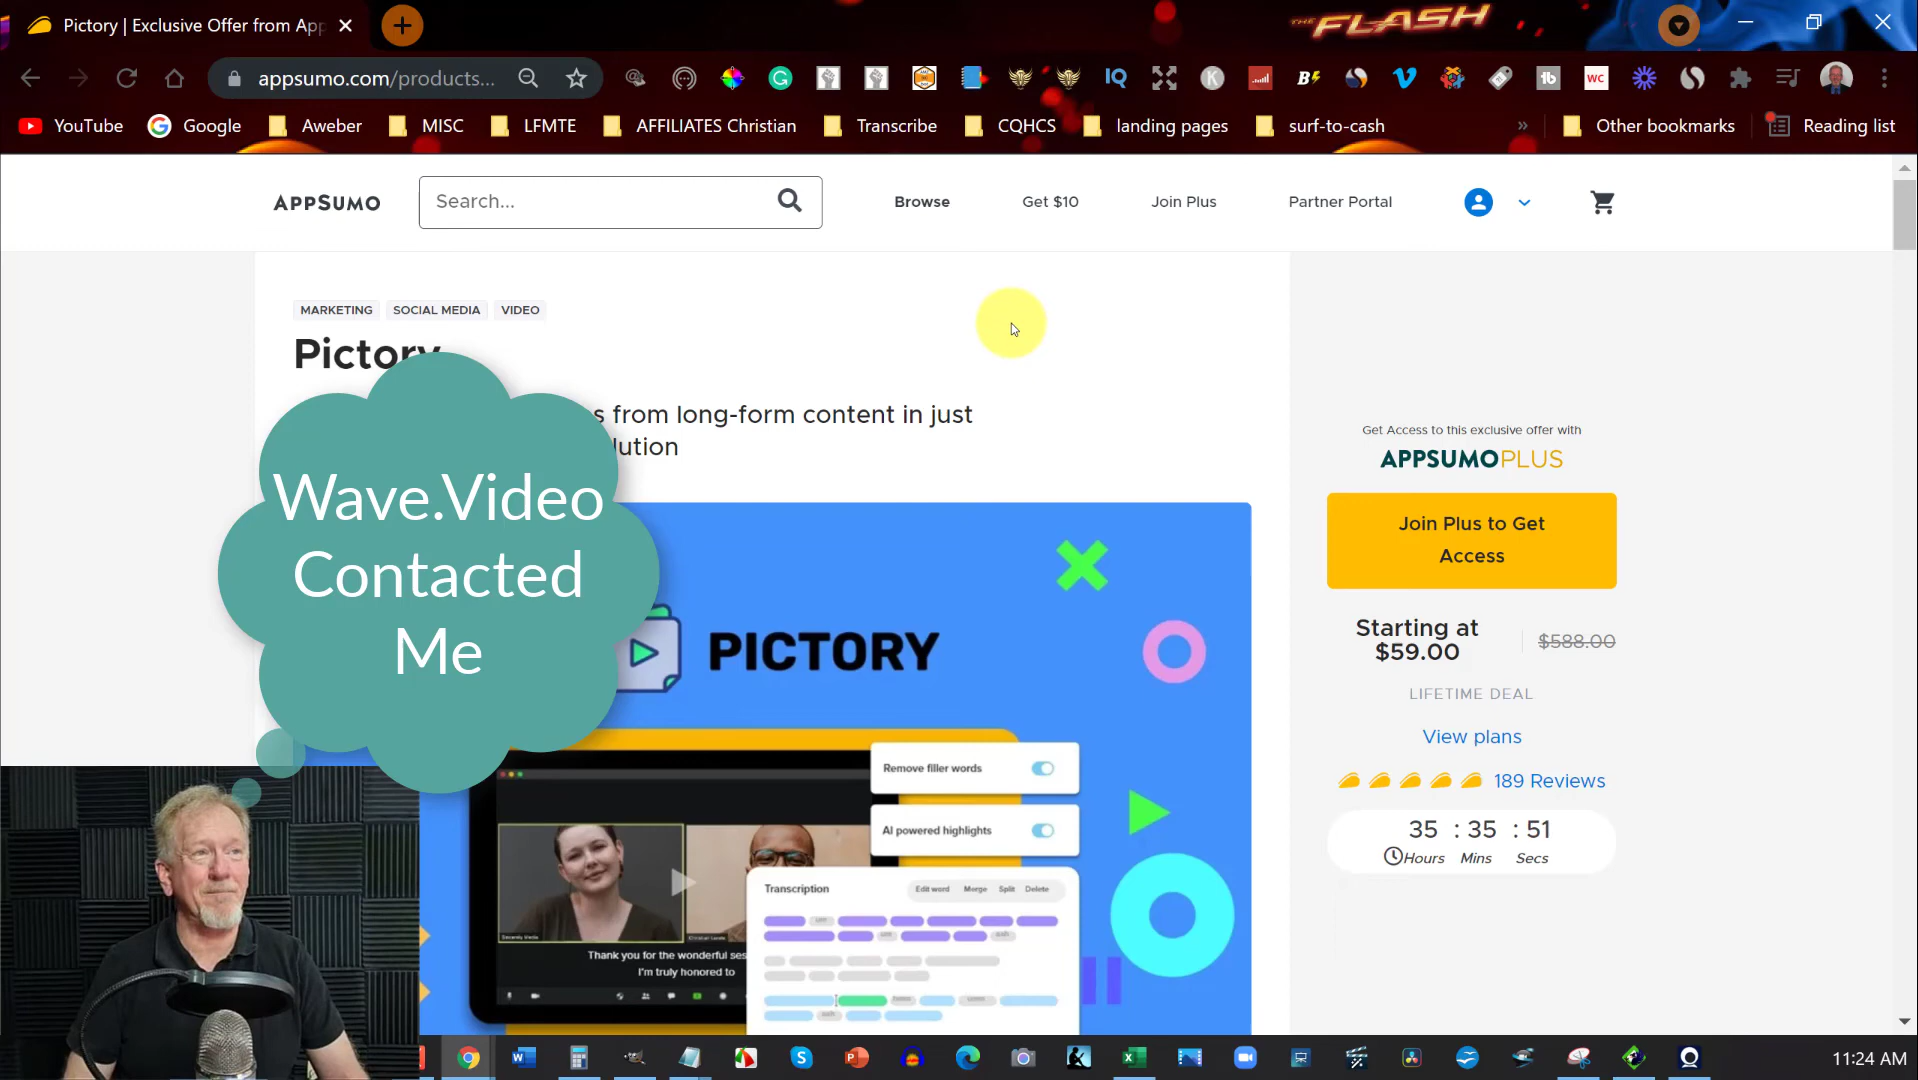 Pictory | Exclusive Offer from App
THE FLASH
appsumo.com/products...
IQ
K
B
tb
WC
YouTube
Google
Aweber
MISC
LFMTE
AFFILIATES Christian
Transcribe
CQHCS
landing pages
surf-to-cash
»
Other bookmarks
Reading list
APPSUMO
Search...
Browse
Get $10
Join Plus
Partner Portal
MARKETING
SOCIAL MEDIA
VIDEO
Pictory
s from long-form content in just
lution
Wave.Video
Contacted
Me
PICTORY
Remove filler words
AI powered highlights
Transcription
Edit word
Merge
Split
Delete
Thank you for the wonderful ses
I'm truly honored to
Get Access to this exclusive offer with
APPSUMOPLUS
Join Plus to Get
Access
Starting at
$59.00
$588.00
LIFETIME DEAL
View plans
189 Reviews
35 : 35 : 51
Hours Mins Secs
11:24 AM